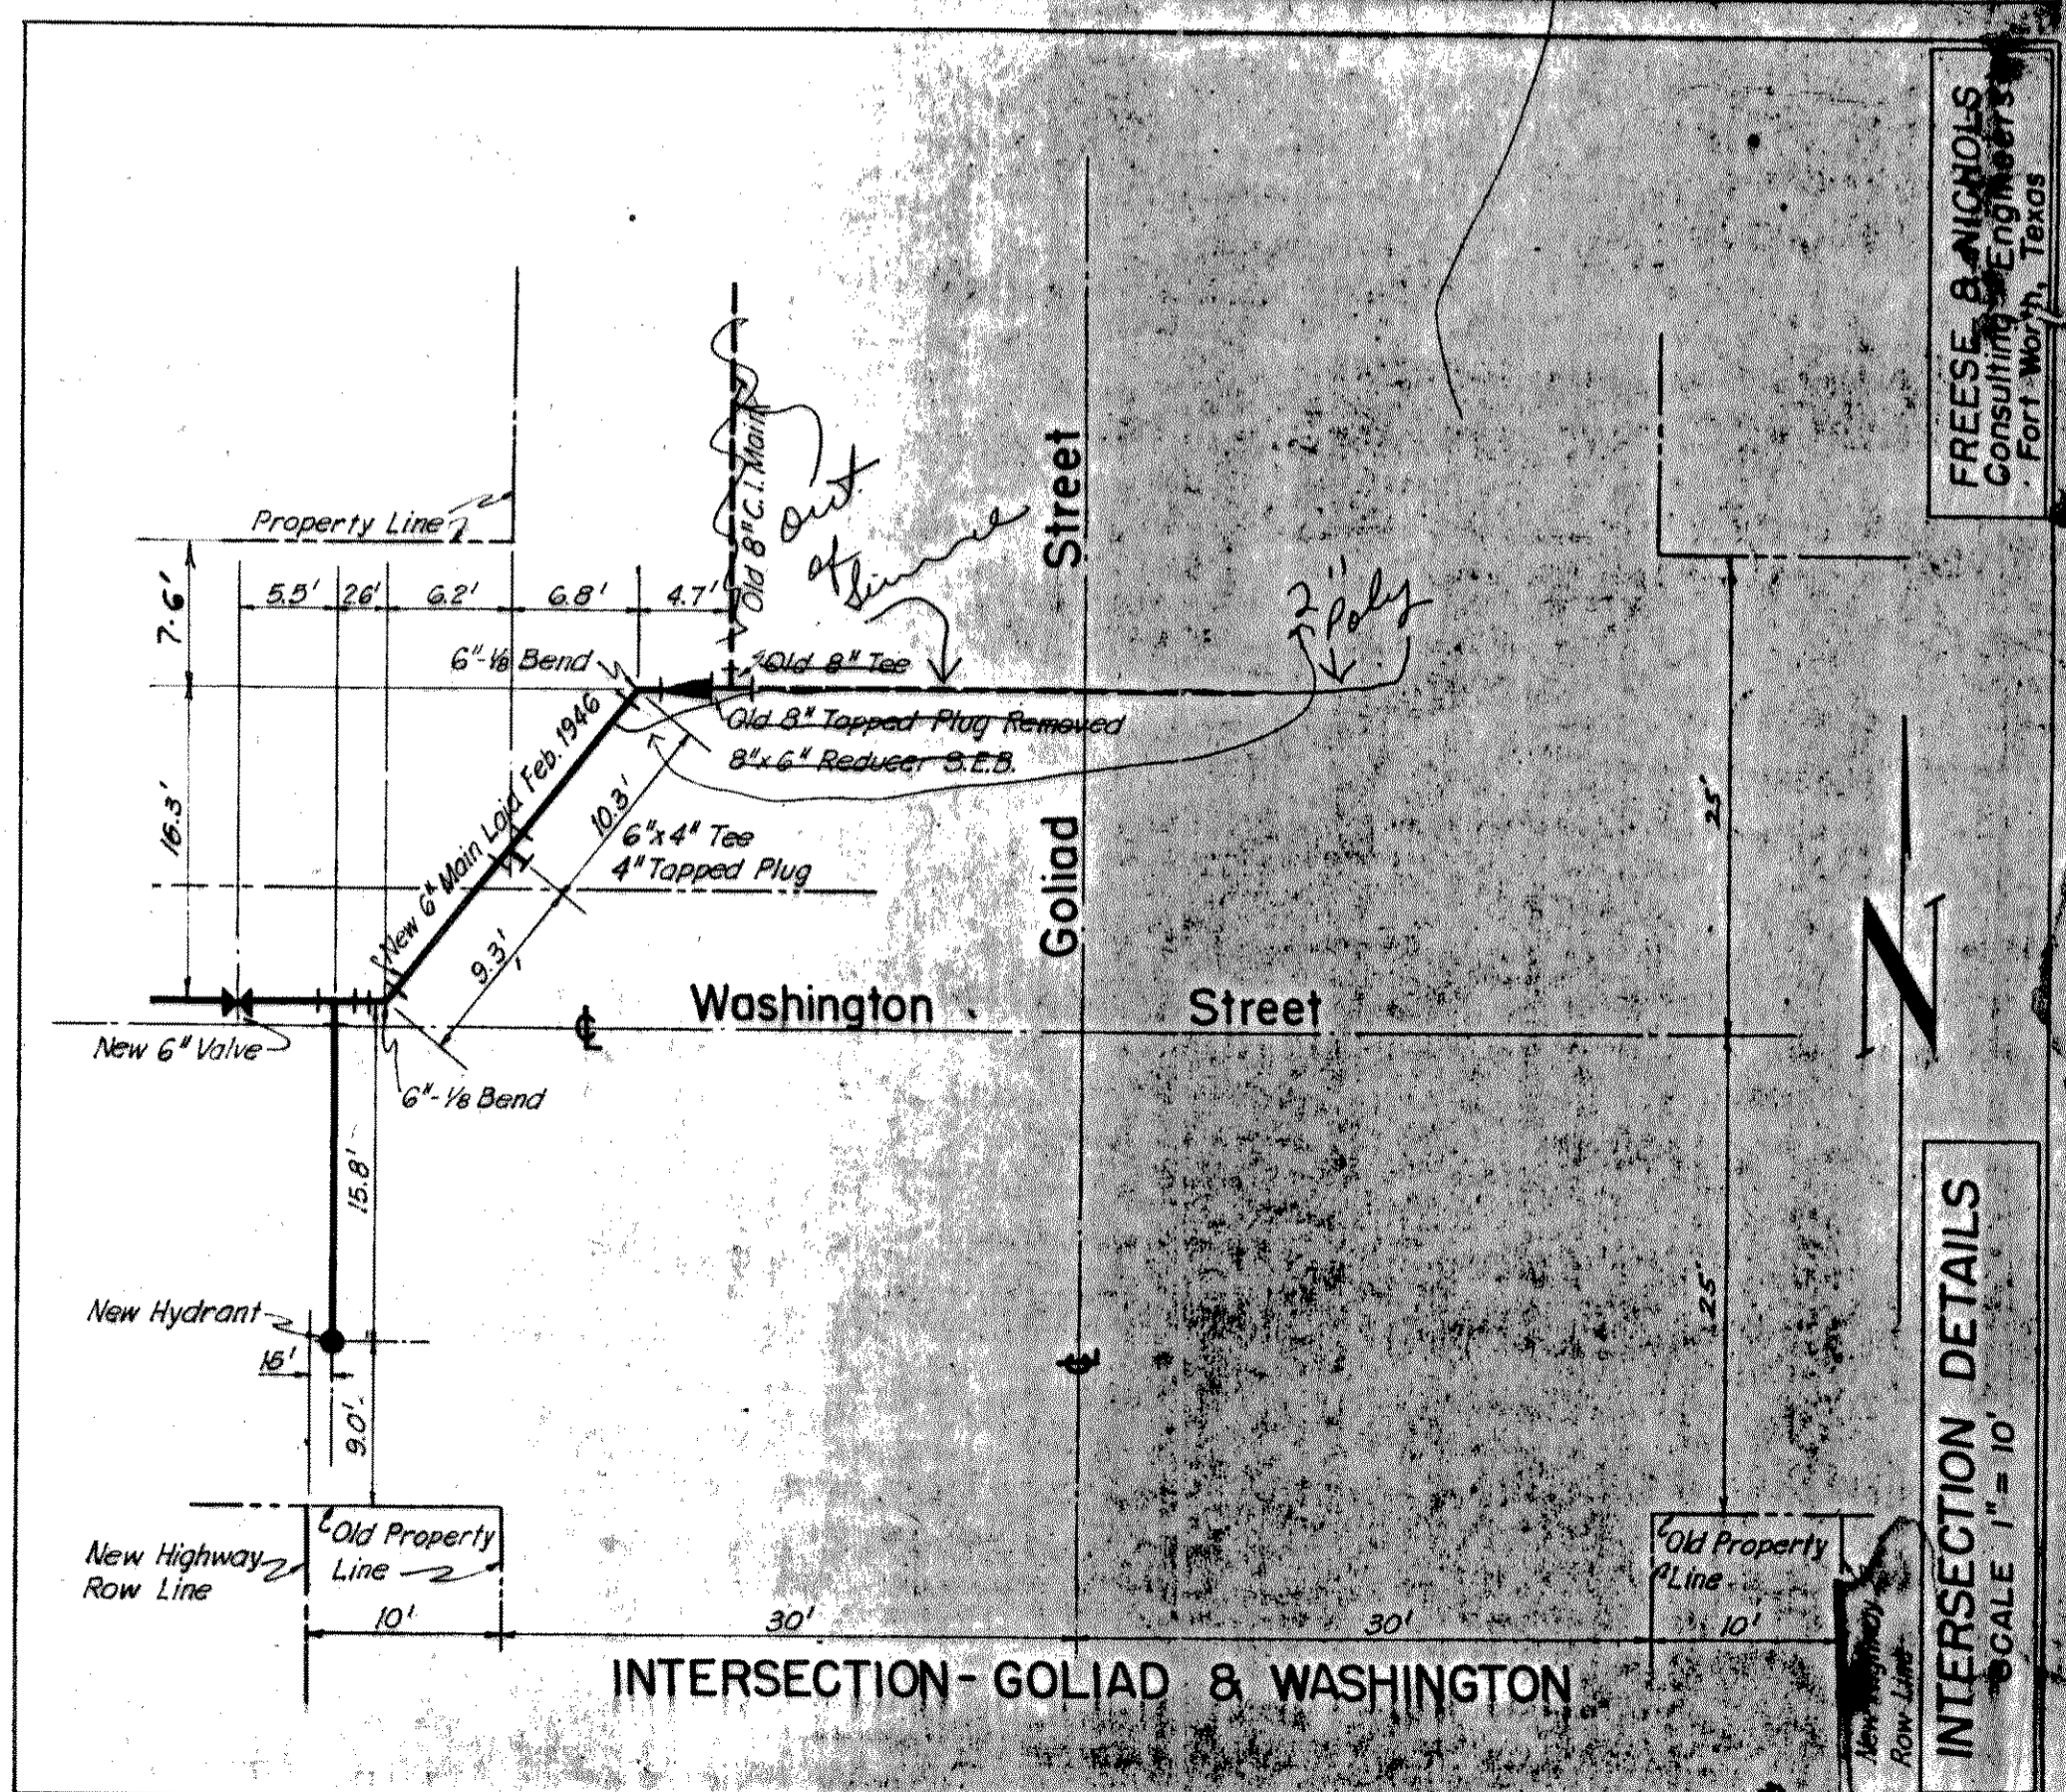 FREESE & NICHOLS
Consulting Engineers
Fort Worth, Texas
Property Line
Old 8" C.I. Main
Out
of
Street
7.6'
5.5'
26'
6.2'
6.8'
4.7'
2"
Poly
6"-1/8 Bend
Old 8" Tee
Old 8" Tapped Plug Removed
8"x6" Reducer S.E.B.
New 6" Main Laid Feb. 1946
16.3'
10.3'
25'
6"x4" Tee
4" Tapped Plug
Goliad
9.3'
N
Washington Street
℄
New 6" Valve
6"-1/8 Bend
15.8'
25'
New Hydrant
15'
℄
9.0'
Old Property
Line
New Highway
Row Line
Old Property
Line
New Highway
Row Line
10'
30'
30'
10'
INTERSECTION - GOLIAD & WASHINGTON
INTERSECTION DETAILS
SCALE 1" = 10'